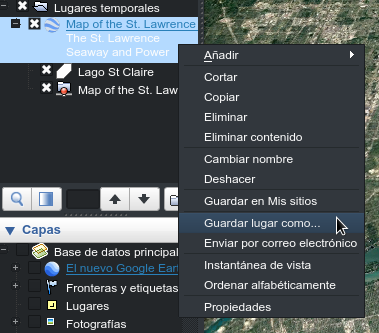 Lugares temporales
Map of the St. Lawrence
The St. Lawrence
Seaway and Power
Lago St Claire
Map of the St. Law
Añadir
Cortar
Copiar
Eliminar
Eliminar contenido
Cambiar nombre
Deshacer
Guardar en Mis sitios
Guardar lugar como...
Enviar por correo electrónico
Instantánea de vista
Ordenar alfabéticamente
Propiedades
Capas
Base de datos principal
El nuevo Google Eart
Fronteras y etiquetas
Lugares
Fotografías